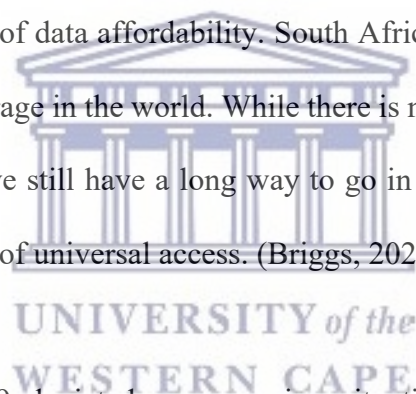 of data affordability. South Afric
age in the world. While there is n
e still have a long way to go in
of universal access. (Briggs, 202
UNIVERSITY of the
WESTERN CAPE